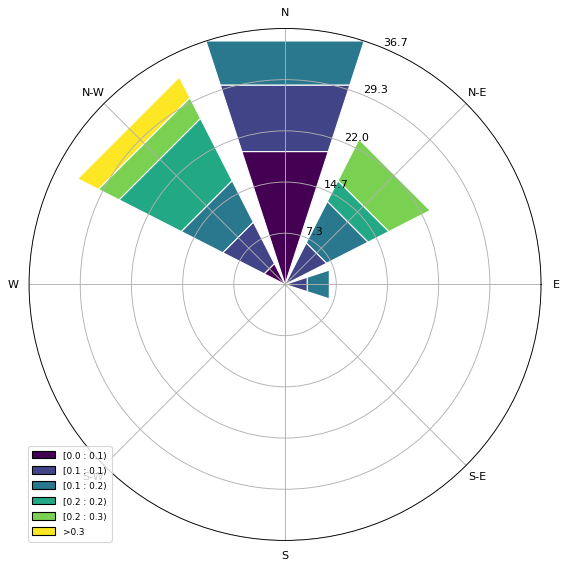 N
36.7
N-W
29.3
N-E
22.0
14.7
7.3
W
E
[0.0 : 0.1)
[0.1 : 0.1)
[0.1 : 0.2)
S-W
S-E
[0.2 : 0.2)
[0.2 : 0.3)
>0.3
S